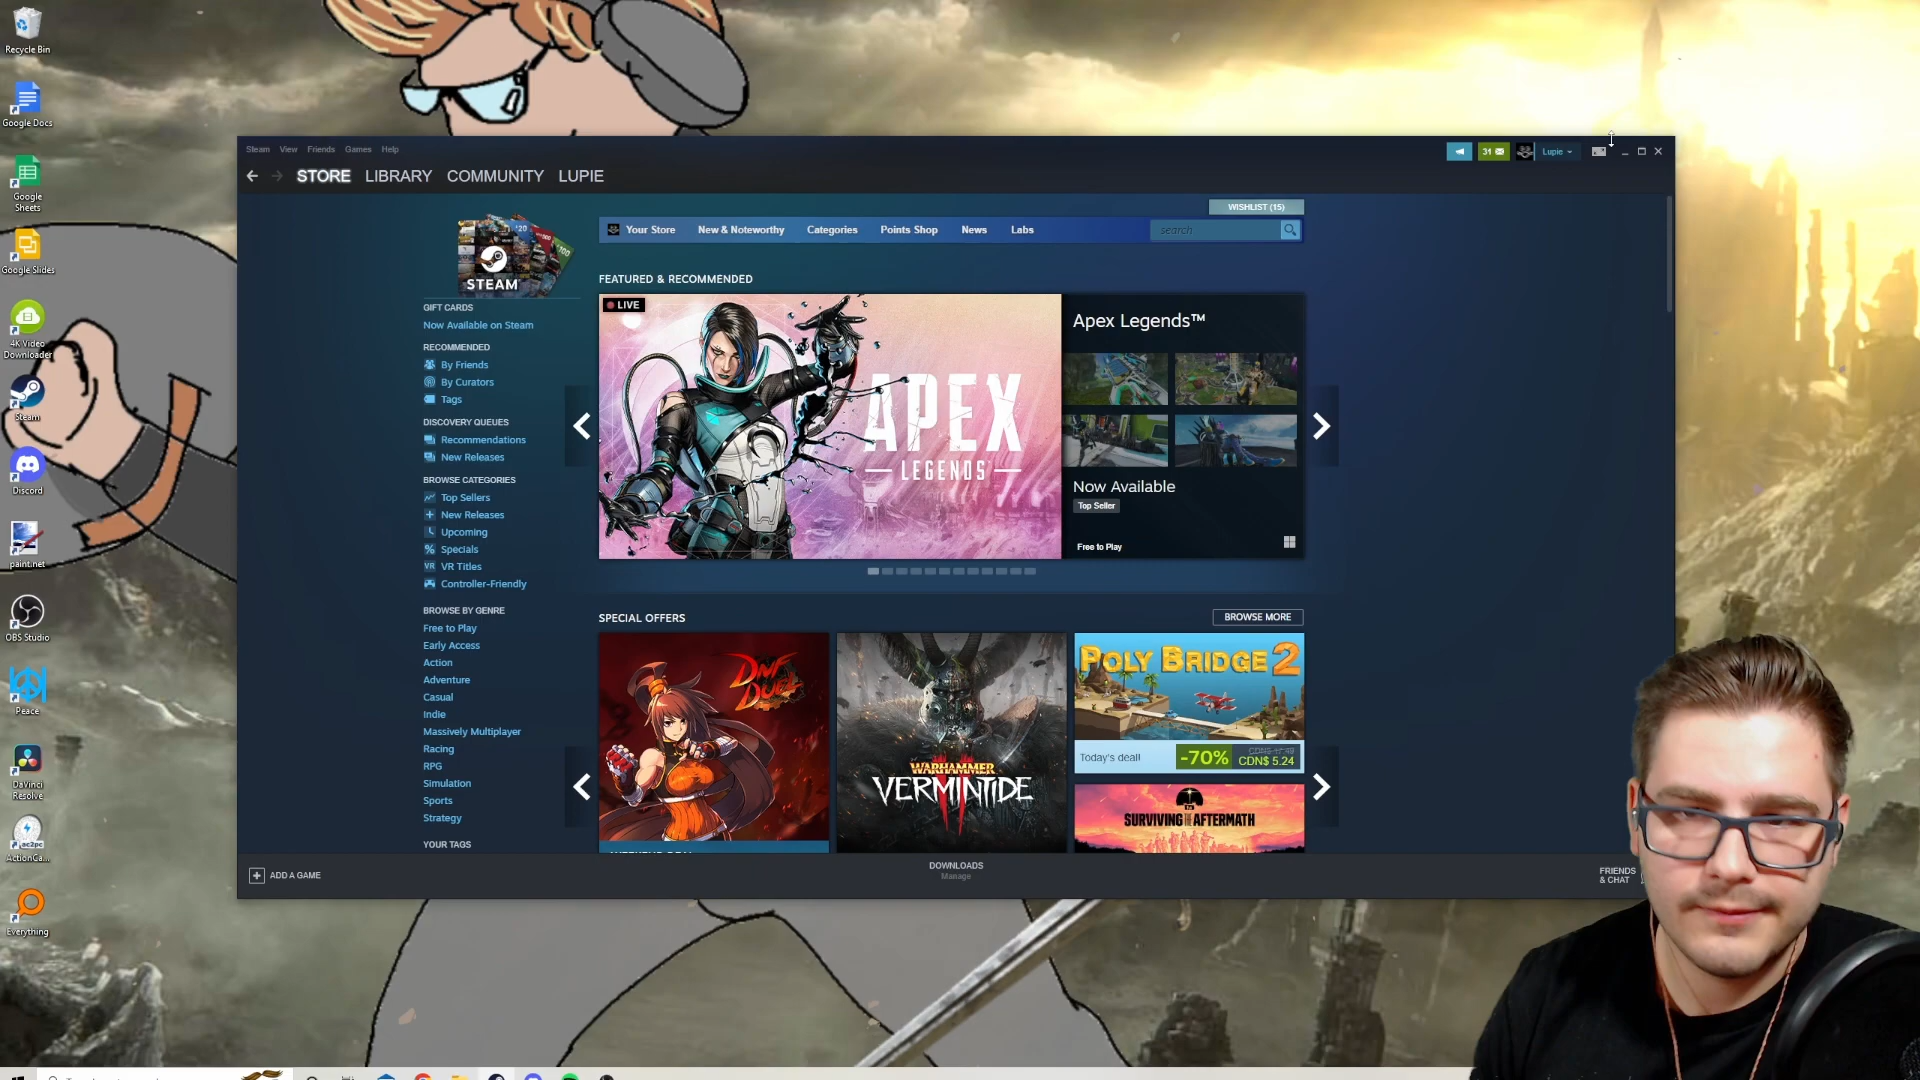 Recycle Bin
Google Docs
Google
Sheets
Google Slides
4K Video
Downloader
Steam
Discord
paint.net
OBS Studio
Peace
DaVinci
Resolve
ActionCa...
Everything
Steam View Friends Games Help
31
Lupie
STORE LIBRARY COMMUNITY LUPIE
WISHLIST (15)
Your Store New & Noteworthy Categories Points Shop News Labs
search
$20
100
STEAM
GIFT CARDS
Now Available on Steam
RECOMMENDED
By Friends
By Curators
Tags
DISCOVERY QUEUES
Recommendations
New Releases
BROWSE CATEGORIES
Top Sellers
New Releases
Upcoming
Specials
VR VR Titles
Controller-Friendly
BROWSE BY GENRE
Free to Play
Early Access
Action
Adventure
Casual
Indie
Massively Multiplayer
Racing
RPG
Simulation
Sports
Strategy
YOUR TAGS
FEATURED & RECOMMENDED
LIVE
APEX
LEGENDS
Apex Legends™
Now Available
Top Seller
Free to Play
SPECIAL OFFERS
BROWSE MORE
DNF
DUEL
WARHAMMER
VERMINTIDE
POLY BRIDGE 2
Today's deal!
-70%
CDN$ 5.24
SURVIVING THE AFTERMATH
ADD A GAME
DOWNLOADS
Manage
FRIENDS
& CHAT